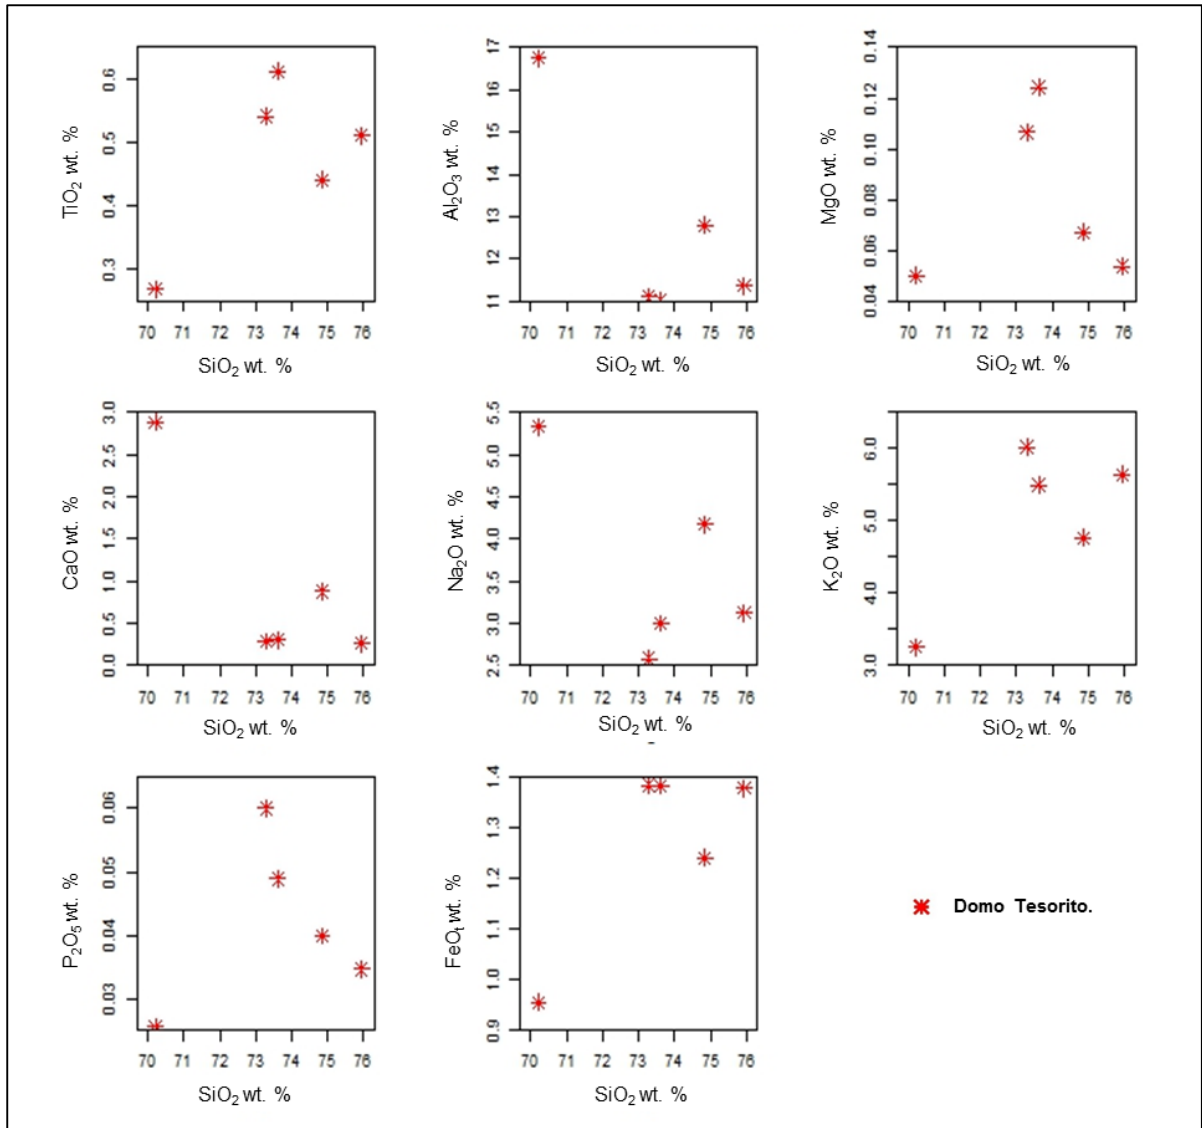 TiO2 wt. %
0.6
0.5
0.4
0.3
70 71 72 73 74 75 76
SiO2 wt. %
Al2O3 wt. %
17
16
15
14
13
12
11
70 71 72 73 74 75 76
SiO2 wt. %
MgO wt. %
0.14
0.12
0.10
0.08
0.06
0.04
70 71 72 73 74 75 76
SiO2 wt. %
CaO wt. %
3.0
2.5
2.0
1.5
1.0
0.5
0.0
70 71 72 73 74 75 76
SiO2 wt. %
Na2O wt. %
5.5
5.0
4.5
4.0
3.5
3.0
2.5
70 71 72 73 74 75 76
SiO2 wt. %
K2O wt. %
6.0
5.0
4.0
3.0
70 71 72 73 74 75 76
SiO2 wt. %
P2O5 wt. %
0.06
0.05
0.04
0.03
70 71 72 73 74 75 76
SiO2 wt. %
FeOt wt. %
1.4
1.3
1.2
1.1
1.0
0.9
70 71 72 73 74 75 76
SiO2 wt. %
Domo Tesorito.